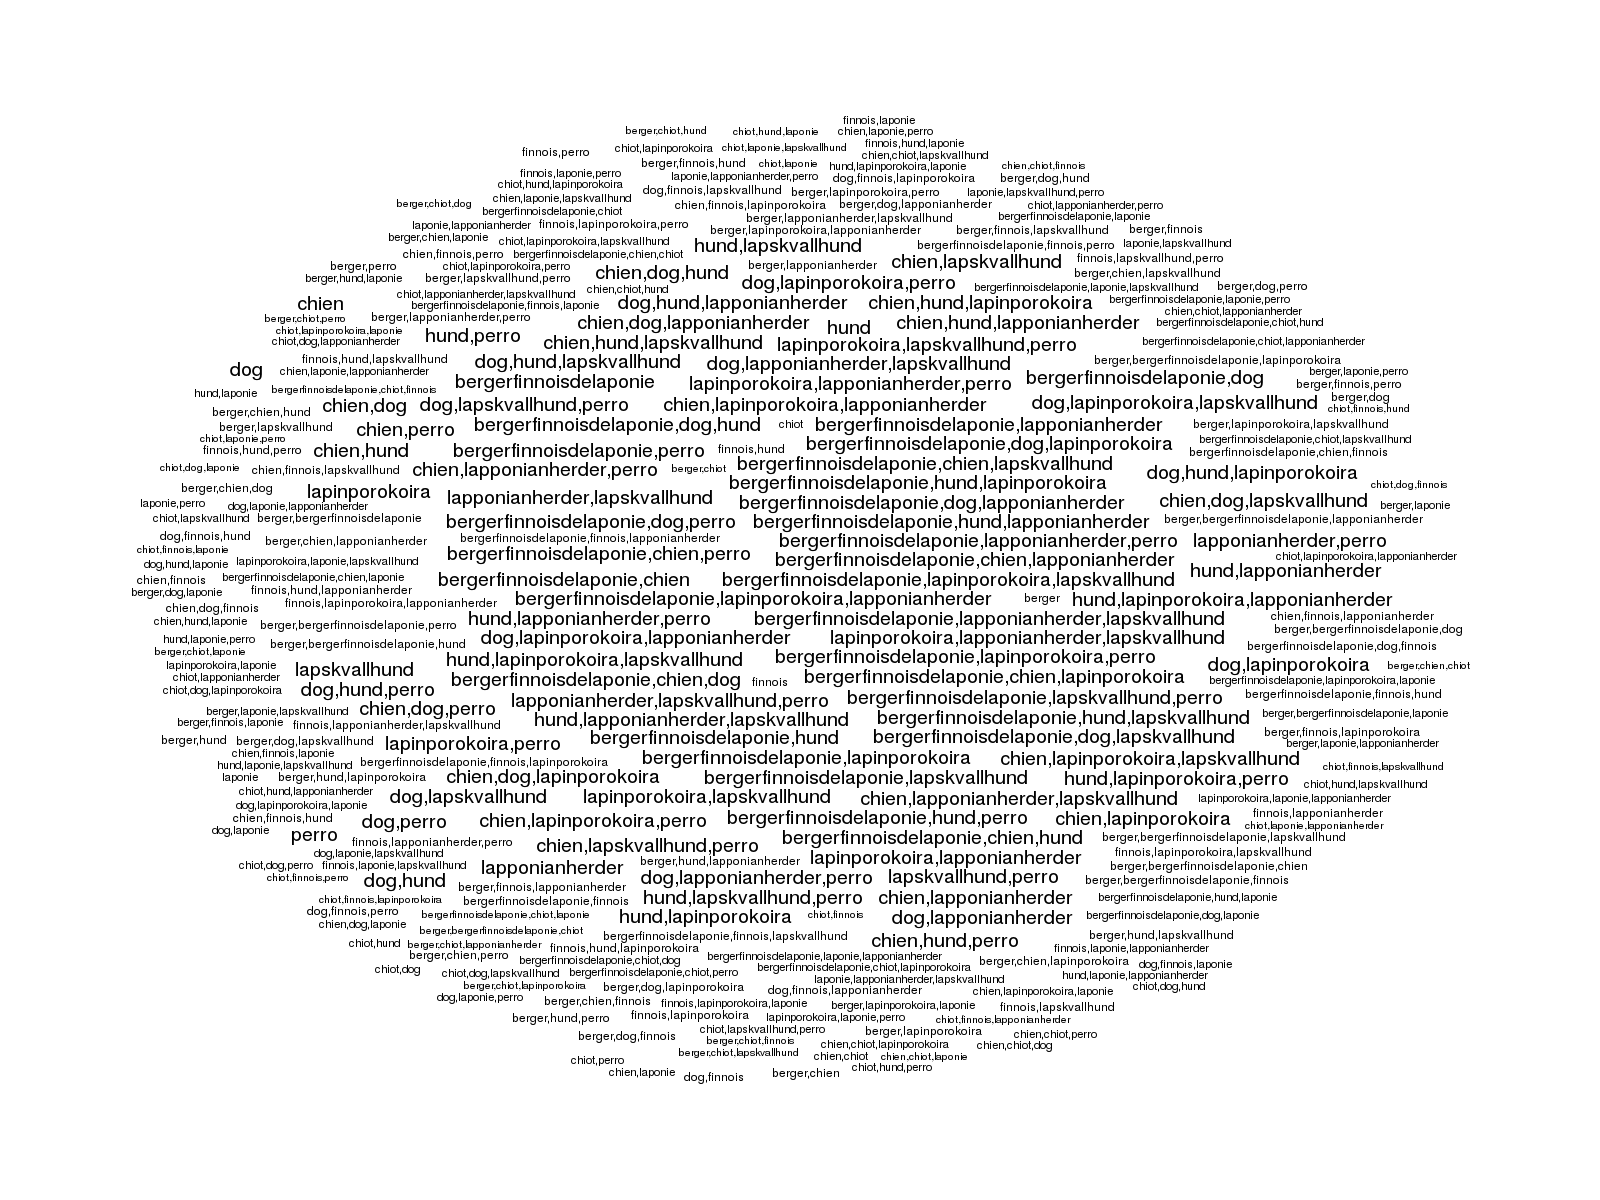 finnois,laponie
berger,chiot,hund chiot,hund,laponie chien,laponie,perro
finnois,hund,laponie
finnois,perro chiot,lapinporokoira chiot,laponie,lapskvallhund chien,chiot,lapskvallhund
berger,finnois,hund chiot,laponie hund,lapinporokoira,laponie chien,chiot,finnois
finnois,laponie,perro laponie,lapponianherder,perro dog,finnois,lapinporokoira berger,dog,hund
chiot,hund,lapinporokoira dog,finnois,lapskvallhund berger,lapinporokoira,perro laponie,lapskvallhund,perro
berger,chiot,dog chien,laponie,lapskvallhund chien,finnois,lapinporokoira berger,dog,lapponianherder chiot,lapponianherder,perro
bergerfinnoisdelaponie,chiot berger,lapponianherder,lapskvallhund bergerfinnoisdelaponie,laponie
laponie,lapponianherder finnois,lapinporokoira,perro berger,lapinporokoira,lapponianherder berger,finnois,lapskvallhund berger,finnois
berger,chien,laponie chiot,lapinporokoira,lapskvallhund hund,lapskvallhund bergerfinnoisdelaponie,finnois,perro laponie,lapskvallhund
chien,finnois,perro bergerfinnoisdelaponie,chien,chiot chien,lapskvallhund finnois,lapskvallhund,perro
berger,perro chiot,lapinporokoira,perro chien,dog,hund berger,lapponianherder berger,chien,lapskvallhund
berger,hund,laponie berger,lapskvallhund,perro dog,lapinporokoira,perro bergerfinnoisdelaponie,laponie,lapskvallhund berger,dog,perro
chiot,lapponianherder,lapskvallhund chien,chiot,hund
chien bergerfinnoisdelaponie,finnois,laponie dog,hund,lapponianherder chien,hund,lapinporokoira bergerfinnoisdelaponie,laponie,perro
chien,chiot,lapponianherder
berger,chiot,perro berger,lapponianherder,perro chien,dog,lapponianherder hund chien,hund,lapponianherder bergerfinnoisdelaponie,chiot,hund
chiot,lapinporokoira,laponie hund,perro
chiot,dog,lapponianherder chien,hund,lapskvallhund lapinporokoira,lapskvallhund,perro bergerfinnoisdelaponie,chiot,lapponianherder
finnois,hund,lapskvallhund dog,hund,lapskvallhund dog,lapponianherder,lapskvallhund berger,bergerfinnoisdelaponie,lapinporokoira
dog chien,laponie,lapponianherder berger,laponie,perro
hund,laponie bergerfinnoisdelaponie,chiot,finnois bergerfinnoisdelaponie lapinporokoira,lapponianherder,perro bergerfinnoisdelaponie,dog berger,finnois,perro
berger,dog
berger,chien,hund chien,dog dog,lapskvallhund,perro chien,lapinporokoira,lapponianherder dog,lapinporokoira,lapskvallhund chiot,finnois,hund
berger,lapskvallhund chien,perro bergerfinnoisdelaponie,dog,hund chiot bergerfinnoisdelaponie,lapponianherder berger,lapinporokoira,lapskvallhund
chiot,laponie,perro bergerfinnoisdelaponie,dog,lapinporokoira bergerfinnoisdelaponie,chiot,lapskvallhund
finnois,hund,perro chien,hund bergerfinnoisdelaponie,perro finnois,hund bergerfinnoisdelaponie,chien,finnois
chiot,dog,laponie chien,finnois,lapskvallhund chien,lapponianherder,perro berger,chiot bergerfinnoisdelaponie,chien,lapskvallhund dog,hund,lapinporokoira
berger,chien,dog lapinporokoira bergerfinnoisdelaponie,hund,lapinporokoira chiot,dog,finnois
laponie,perro dog,laponie,lapponianherder lapponianherder,lapskvallhund bergerfinnoisdelaponie,dog,lapponianherder chien,dog,lapskvallhund berger,laponie
chiot,lapskvallhund berger,bergerfinnoisdelaponie bergerfinnoisdelaponie,dog,perro bergerfinnoisdelaponie,hund,lapponianherder berger,bergerfinnoisdelaponie,lapponianherder
dog,finnois,hund berger,chien,lapponianherder bergerfinnoisdelaponie,finnois,lapponianherder bergerfinnoisdelaponie,lapponianherder,perro lapponianherder,perro
chiot,finnois,laponie bergerfinnoisdelaponie,chien,perro bergerfinnoisdelaponie,chien,lapponianherder chiot,lapinporokoira,lapponianherder
dog,hund,laponie lapinporokoira,laponie,lapskvallhund hund,lapponianherder
chien,finnois bergerfinnoisdelaponie,chien,laponie bergerfinnoisdelaponie,chien bergerfinnoisdelaponie,lapinporokoira,lapskvallhund
berger,dog,laponie finnois,hund,lapponianherder
chien,dog,finnois finnois,lapinporokoira,lapponianherder bergerfinnoisdelaponie,lapinporokoira,lapponianherder berger hund,lapinporokoira,lapponianherder
chien,hund,laponie berger,bergerfinnoisdelaponie,perro hund,lapponianherder,perro bergerfinnoisdelaponie,lapponianherder,lapskvallhund chien,finnois,lapponianherder
berger,bergerfinnoisdelaponie,dog
hund,laponie,perro berger,bergerfinnoisdelaponie,hund dog,lapinporokoira,lapponianherder lapinporokoira,lapponianherder,lapskvallhund bergerfinnoisdelaponie,dog,finnois
berger,chiot,laponie
lapinporokoira,laponie lapskvallhund hund,lapinporokoira,lapskvallhund bergerfinnoisdelaponie,lapinporokoira,perro dog,lapinporokoira berger,chien,chiot
chiot,lapponianherder bergerfinnoisdelaponie,chien,dog finnois bergerfinnoisdelaponie,chien,lapinporokoira bergerfinnoisdelaponie,lapinporokoira,laponie
chiot,dog,lapinporokoira dog,hund,perro lapponianherder,lapskvallhund,perro bergerfinnoisdelaponie,lapskvallhund,perro bergerfinnoisdelaponie,finnois,hund
berger,laponie,lapskvallhund chien,dog,perro berger,bergerfinnoisdelaponie,laponie
berger,finnois,laponie finnois,lapponianherder,lapskvallhund hund,lapponianherder,lapskvallhund bergerfinnoisdelaponie,hund,lapskvallhund
berger,hund berger,dog,lapskvallhund lapinporokoira,perro bergerfinnoisdelaponie,hund bergerfinnoisdelaponie,dog,lapskvallhund berger,finnois,lapinporokoira
berger,laponie,lapponianherder
chien,finnois,laponie
hund,laponie,lapskvallhund bergerfinnoisdelaponie,finnois,lapinporokoira bergerfinnoisdelaponie,lapinporokoira chien,lapinporokoira,lapskvallhund chiot,finnois,lapskvallhund
laponie berger,hund,lapinporokoira chien,dog,lapinporokoira bergerfinnoisdelaponie,lapskvallhund hund,lapinporokoira,perro chiot,hund,lapskvallhund
chiot,hund,lapponianherder dog,lapskvallhund lapinporokoira,lapskvallhund chien,lapponianherder,lapskvallhund lapinporokoira,laponie,lapponianherder
dog,lapinporokoira,laponie
chien,finnois,hund dog,perro chien,lapinporokoira,perro bergerfinnoisdelaponie,hund,perro chien,lapinporokoira finnois,lapponianherder
chiot,laponie,lapponianherder
dog,laponie perro finnois,lapponianherder,perro chien,lapskvallhund,perro bergerfinnoisdelaponie,chien,hund berger,bergerfinnoisdelaponie,lapskvallhund
dog,laponie,lapskvallhund finnois,lapinporokoira,lapskvallhund
chiot,dog,perro finnois,laponie,lapskvallhund lapponianherder berger,hund,lapponianherder lapinporokoira,lapponianherder berger,bergerfinnoisdelaponie,chien
chiot,finnois,perro dog,hund dog,lapponianherder,perro lapskvallhund,perro berger,bergerfinnoisdelaponie,finnois
berger,finnois,lapponianherder
chiot,finnois,lapinporokoira bergerfinnoisdelaponie,finnois hund,lapskvallhund,perro chien,lapponianherder bergerfinnoisdelaponie,hund,laponie
dog,finnois,perro bergerfinnoisdelaponie,chiot,laponie hund,lapinporokoira chiot,finnois dog,lapponianherder bergerfinnoisdelaponie,dog,laponie
chien,dog,laponie berger,bergerfinnoisdelaponie,chiot
chiot,hund berger,chiot,lapponianherder bergerfinnoisdelaponie,finnois,lapskvallhund chien,hund,perro berger,hund,lapskvallhund
finnois,hund,lapinporokoira finnois,laponie,lapponianherder
berger,chien,perro bergerfinnoisdelaponie,chiot,dog bergerfinnoisdelaponie,laponie,lapponianherder berger,chien,lapinporokoira dog,finnois,laponie
chiot,dog chiot,dog,lapskvallhund bergerfinnoisdelaponie,chiot,perro bergerfinnoisdelaponie,chiot,lapinporokoira hund,laponie,lapponianherder
berger,chiot,lapinporokoira berger,dog,lapinporokoira laponie,lapponianherder,lapskvallhund chiot,dog,hund
dog,laponie,perro berger,chien,finnois finnois,lapinporokoira,laponie dog,finnois,lapponianherder chien,lapinporokoira,laponie
berger,lapinporokoira,laponie finnois,lapskvallhund
berger,hund,perro finnois,lapinporokoira lapinporokoira,laponie,perro chiot,finnois,lapponianherder
berger,dog,finnois chiot,lapskvallhund,perro berger,lapinporokoira chien,chiot,perro
berger,chiot,finnois chien,chiot,lapinporokoira chien,chiot,dog
chiot,perro berger,chiot,lapskvallhund chien,chiot chien,chiot,laponie
chien,laponie dog,finnois berger,chien chiot,hund,perro